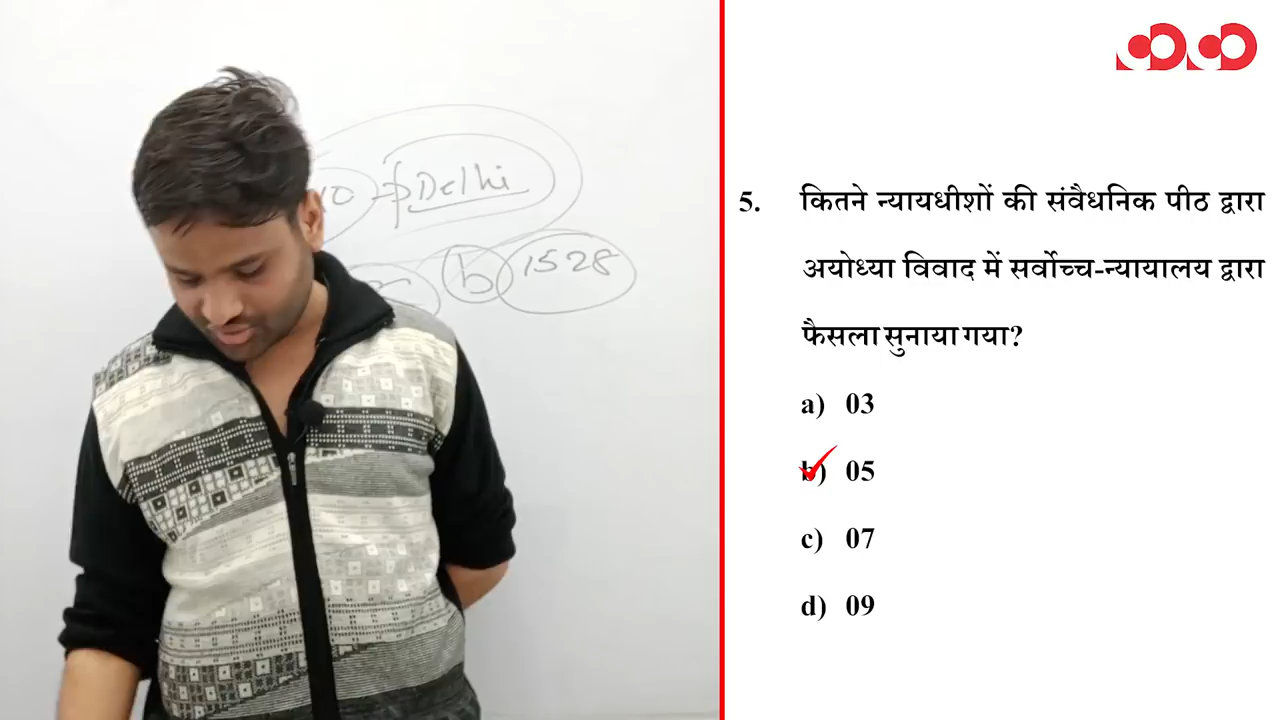 Delhi
b 1528
5. कितने न्यायधीशों की संवैधनिक पीठ द्वारा
अयोध्या विवाद में सर्वोच्च-न्यायालय द्वारा
फैसला सुनाया गया?
a) 03
b) 05
c) 07
d) 09